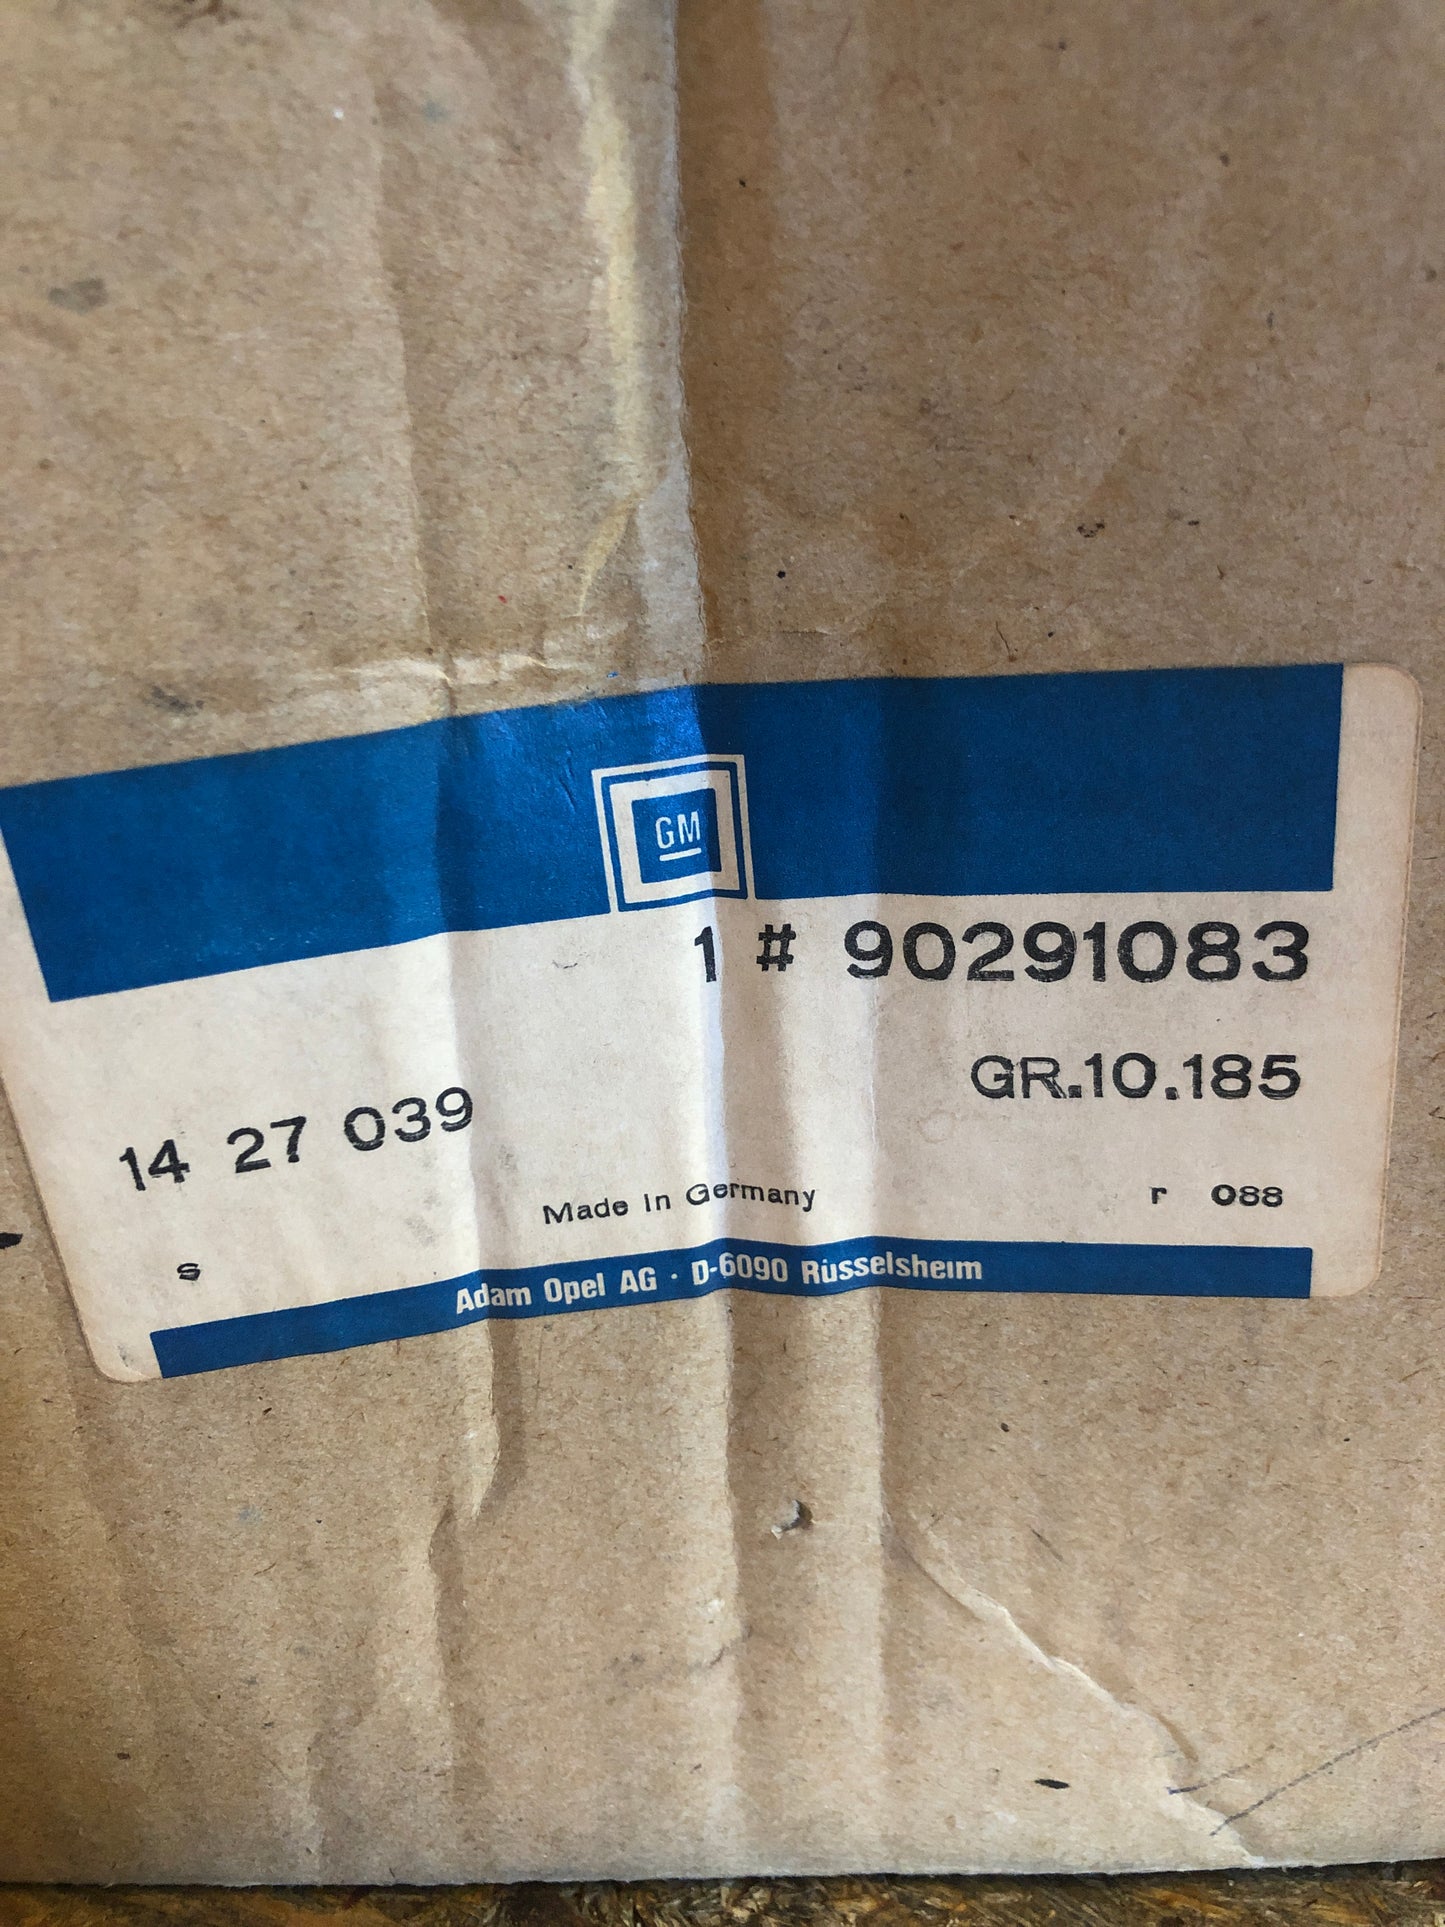 GM
1 # 90291083
GR.10.185
14 27 039
Made in Germany
r 088
s
Adam Opel AG · D-6090 Rüsselsheim